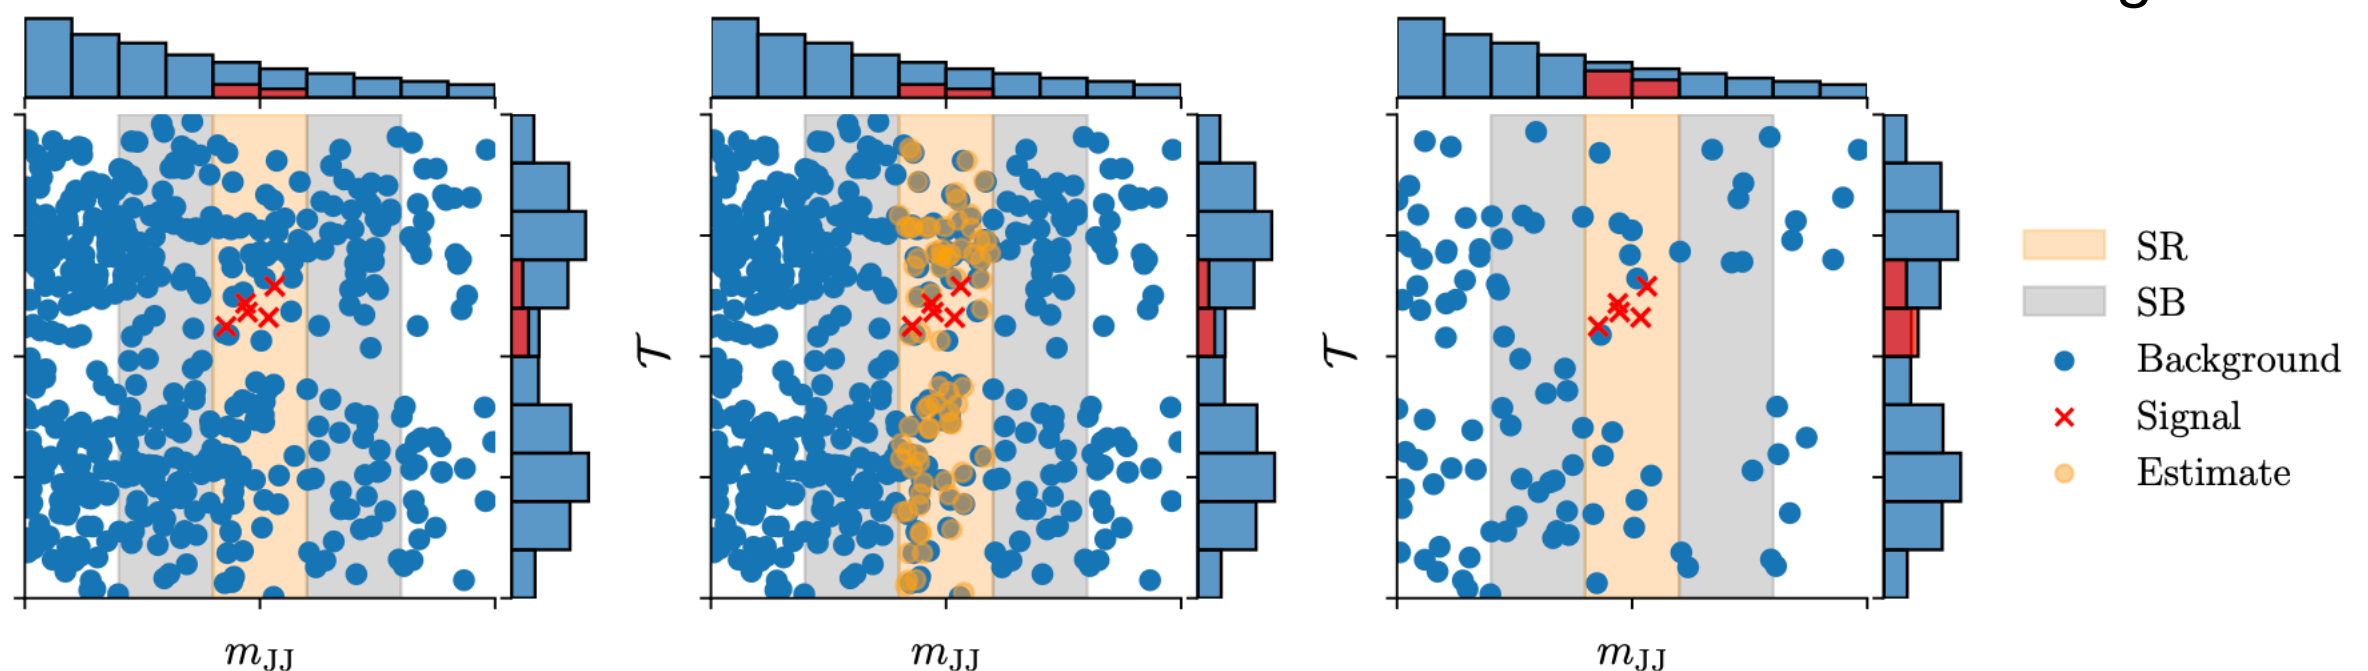 g
SR
SB
Background
Signal
Estimate
𝒯
𝒯
m_JJ
m_JJ
m_JJ